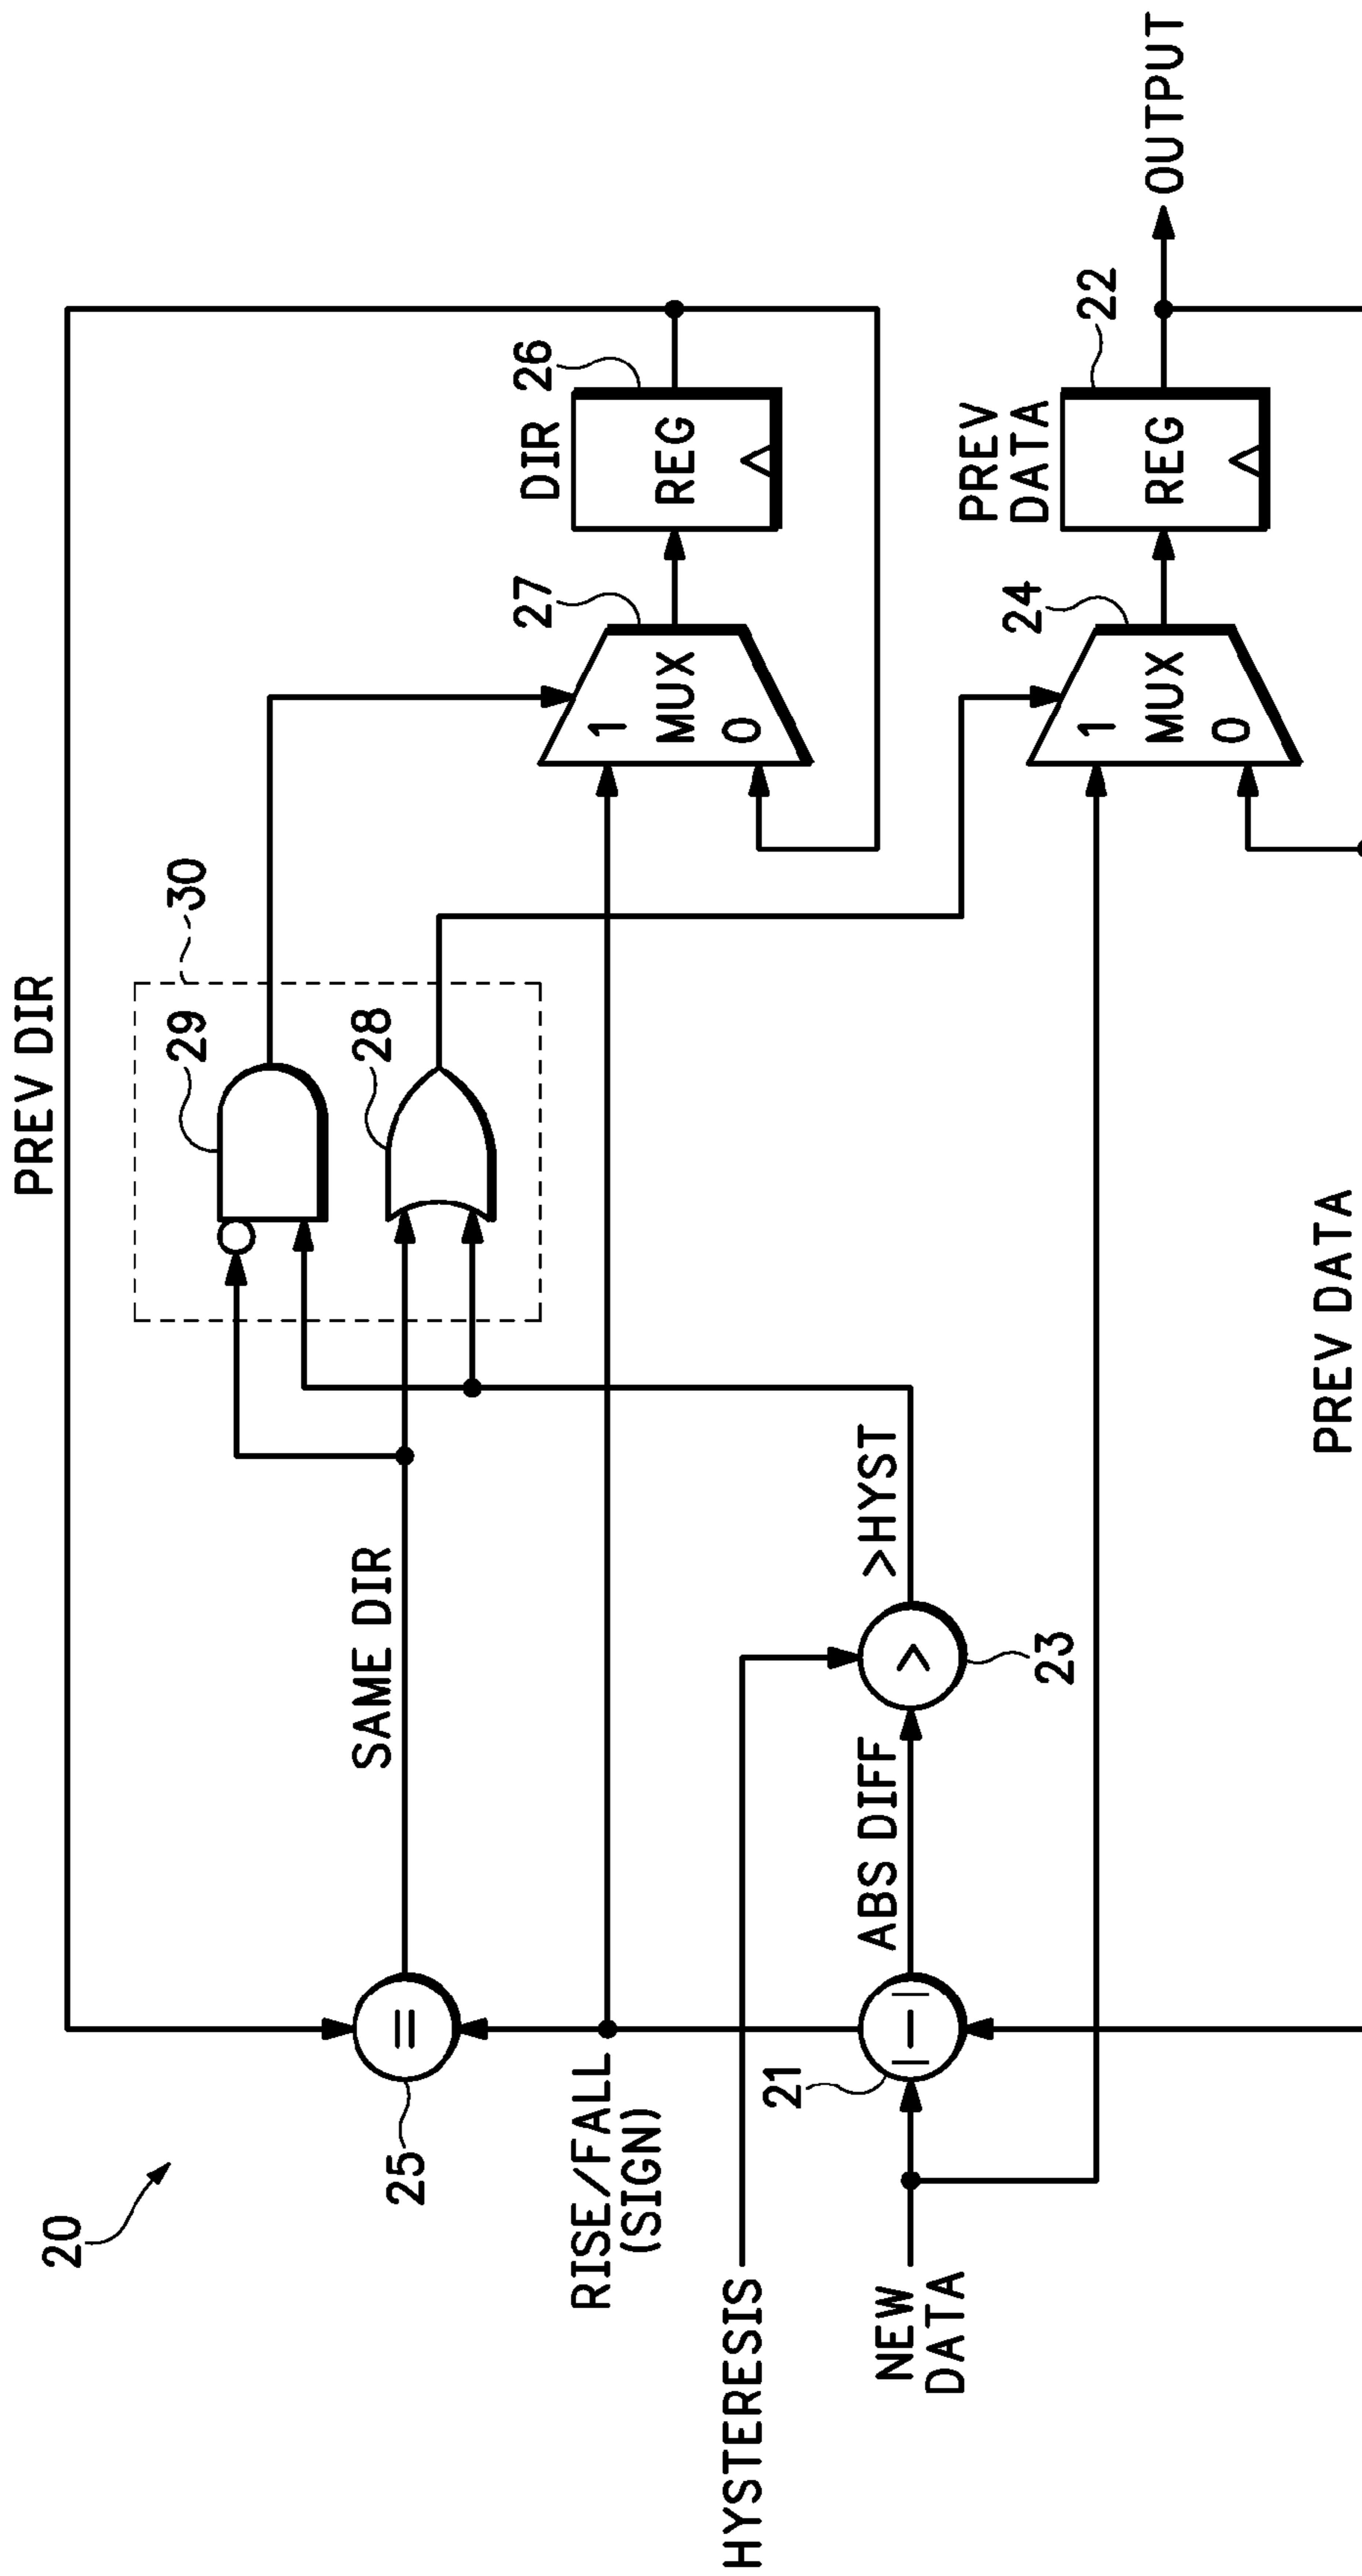 PREV DIR
30
29
28
SAME DIR
=
25
20
RISE/FALL
(SIGN)
DIR
26
REG
27
1
MUX
0
HYSTERESIS
>HYST
>
23
ABS DIFF
|−|
21
NEW
DATA
PREV
DATA
22
REG
24
1
MUX
0
OUTPUT
PREV DATA